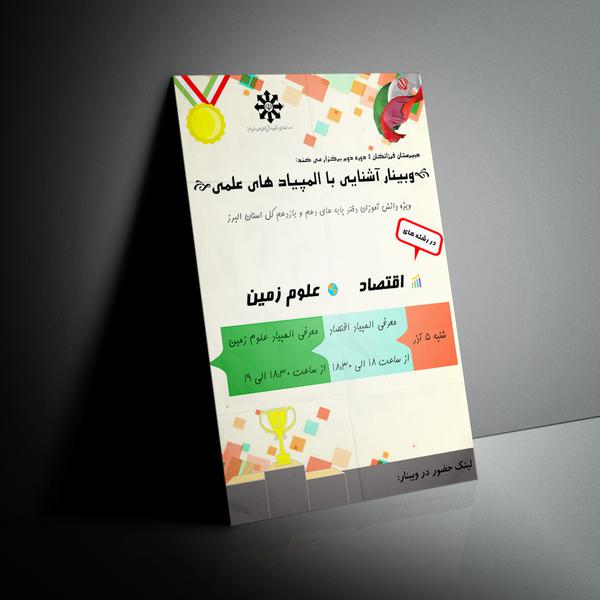 دبیرستان فرزانگان ٤ دوره دوم برگزار می کند:
وبینار آشنایی با المپیاد های علمی
ویژه دانش آموزان دختر پایه های دهم و یازدهم کل استان البرز
در رشته های
اقتصاد
علوم زمین
شنبه ۵ آذر
معرفی المپیاد اقتصاد
از ساعت ۱۸ الی ۱۸:۳۰
معرفی المپیاد علوم زمین
از ساعت ۱۸:۳۰ الی ۱۹
لینک حضور در وبینار: